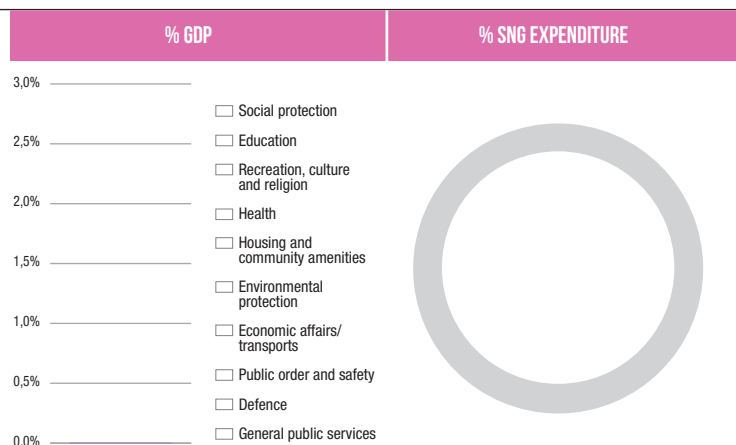 % GDP
% SNG EXPENDITURE
3,0%
2,5%
2,0%
1,5%
1,0%
0,5%
0,0%
Social protection
Education
Recreation, culture
and religion
Health
Housing and
community amenities
Environmental
protection
Economic affairs/
transports
Public order and safety
Defence
General public services